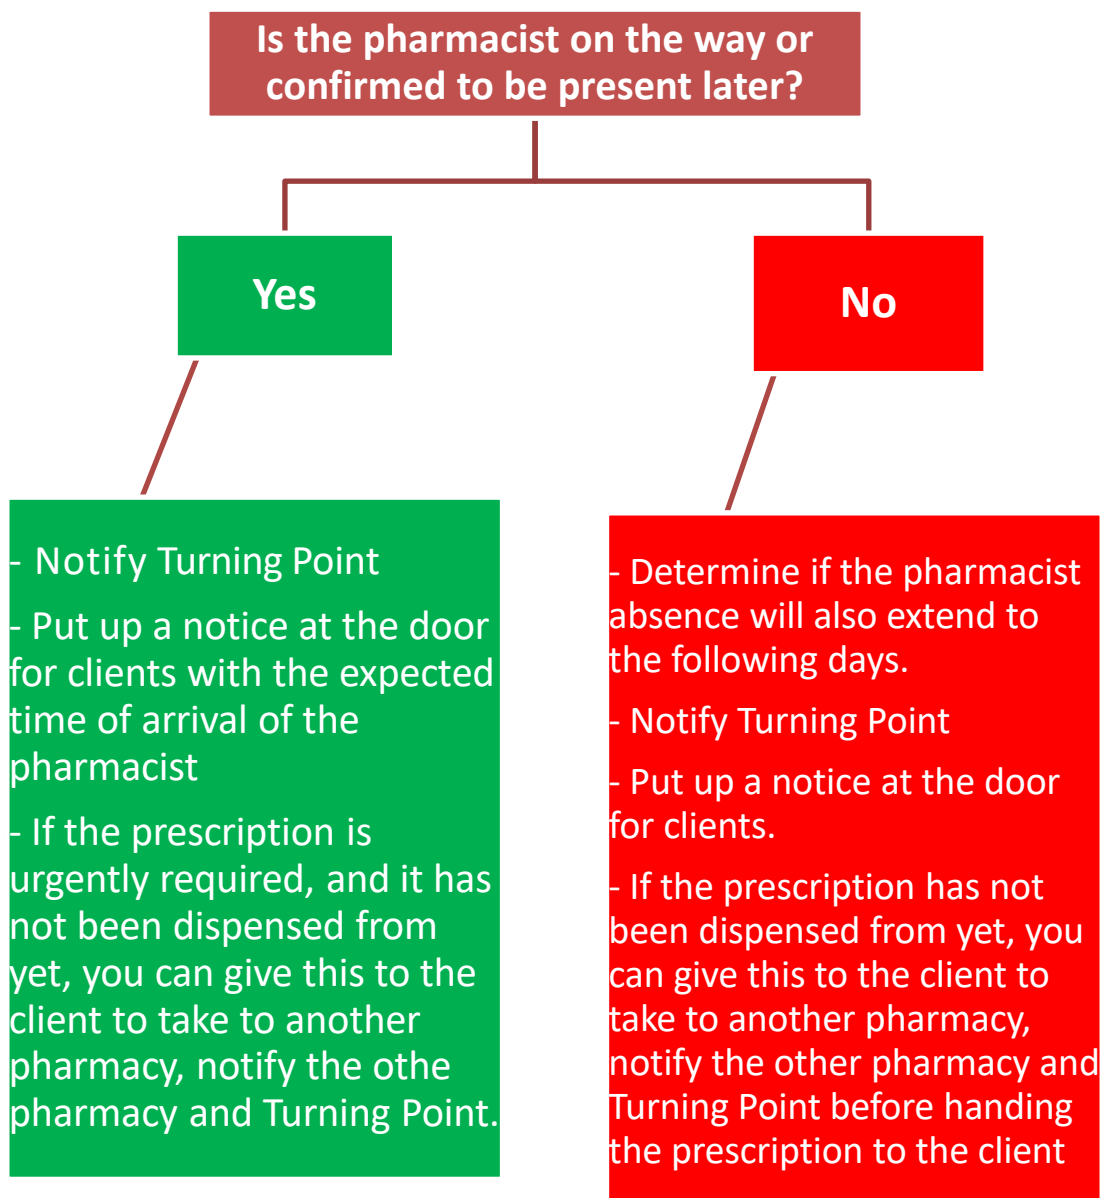 Is the pharmacist on the way or
confirmed to be present later?
Yes
No
- Notify Turning Point
- Put up a notice at the door
for clients with the expected
time of arrival of the
pharmacist
- If the prescription is
urgently required, and it has
not been dispensed from
yet, you can give this to the
client to take to another
pharmacy, notify the othe
pharmacy and Turning Point.
- Determine if the pharmacist
absence will also extend to
the following days.
- Notify Turning Point
- Put up a notice at the door
for clients.
- If the prescription has not
been dispensed from yet, you
can give this to the client to
take to another pharmacy,
notify the other pharmacy and
Turning Point before handing
the prescription to the client